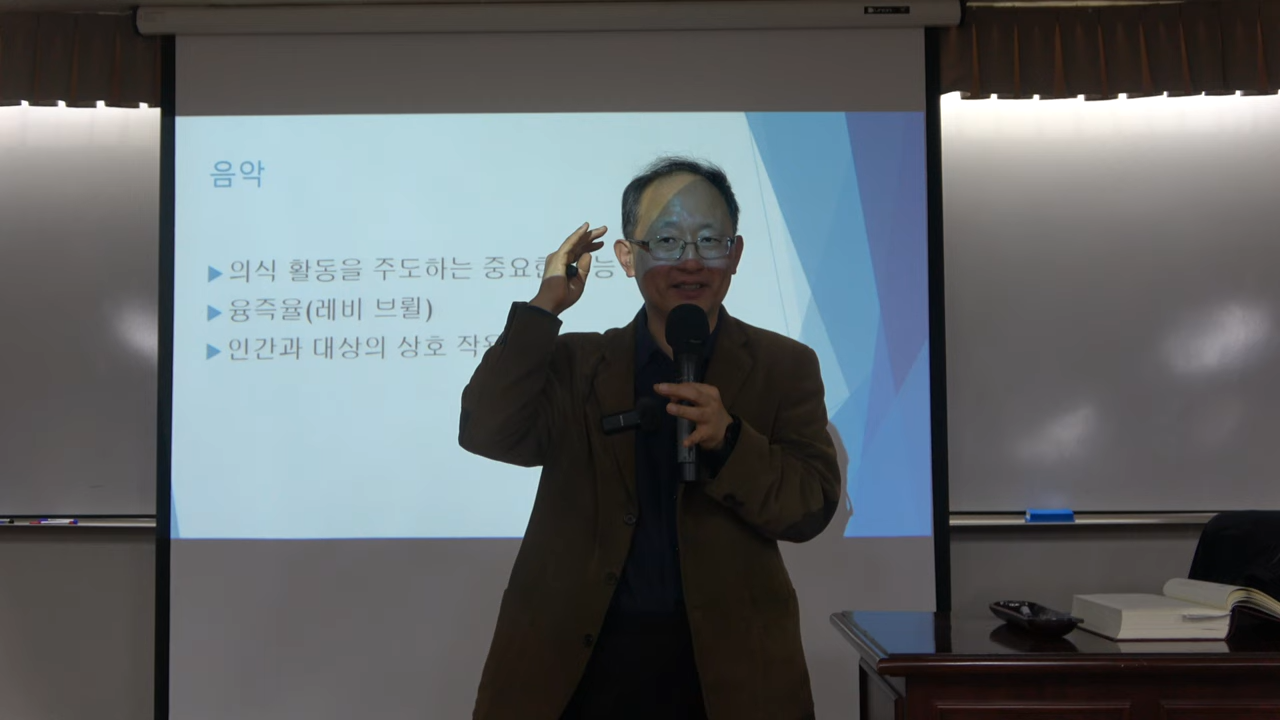 음악
의식 활동을 주도하는 중요한
융즉율(레비 브륄)
인간과 대상의 상호